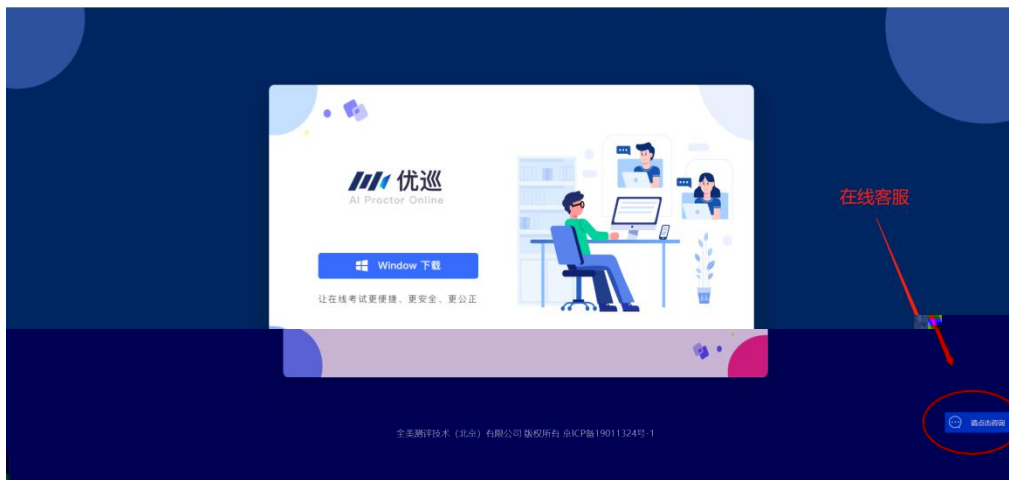 优巡
AI Proctor Online
在线客服
Window 下载
让在线考试更便捷、更安全、更公正
请点击咨询
全美测评技术（北京）有限公司 版权所有 京ICP备19011324号-1